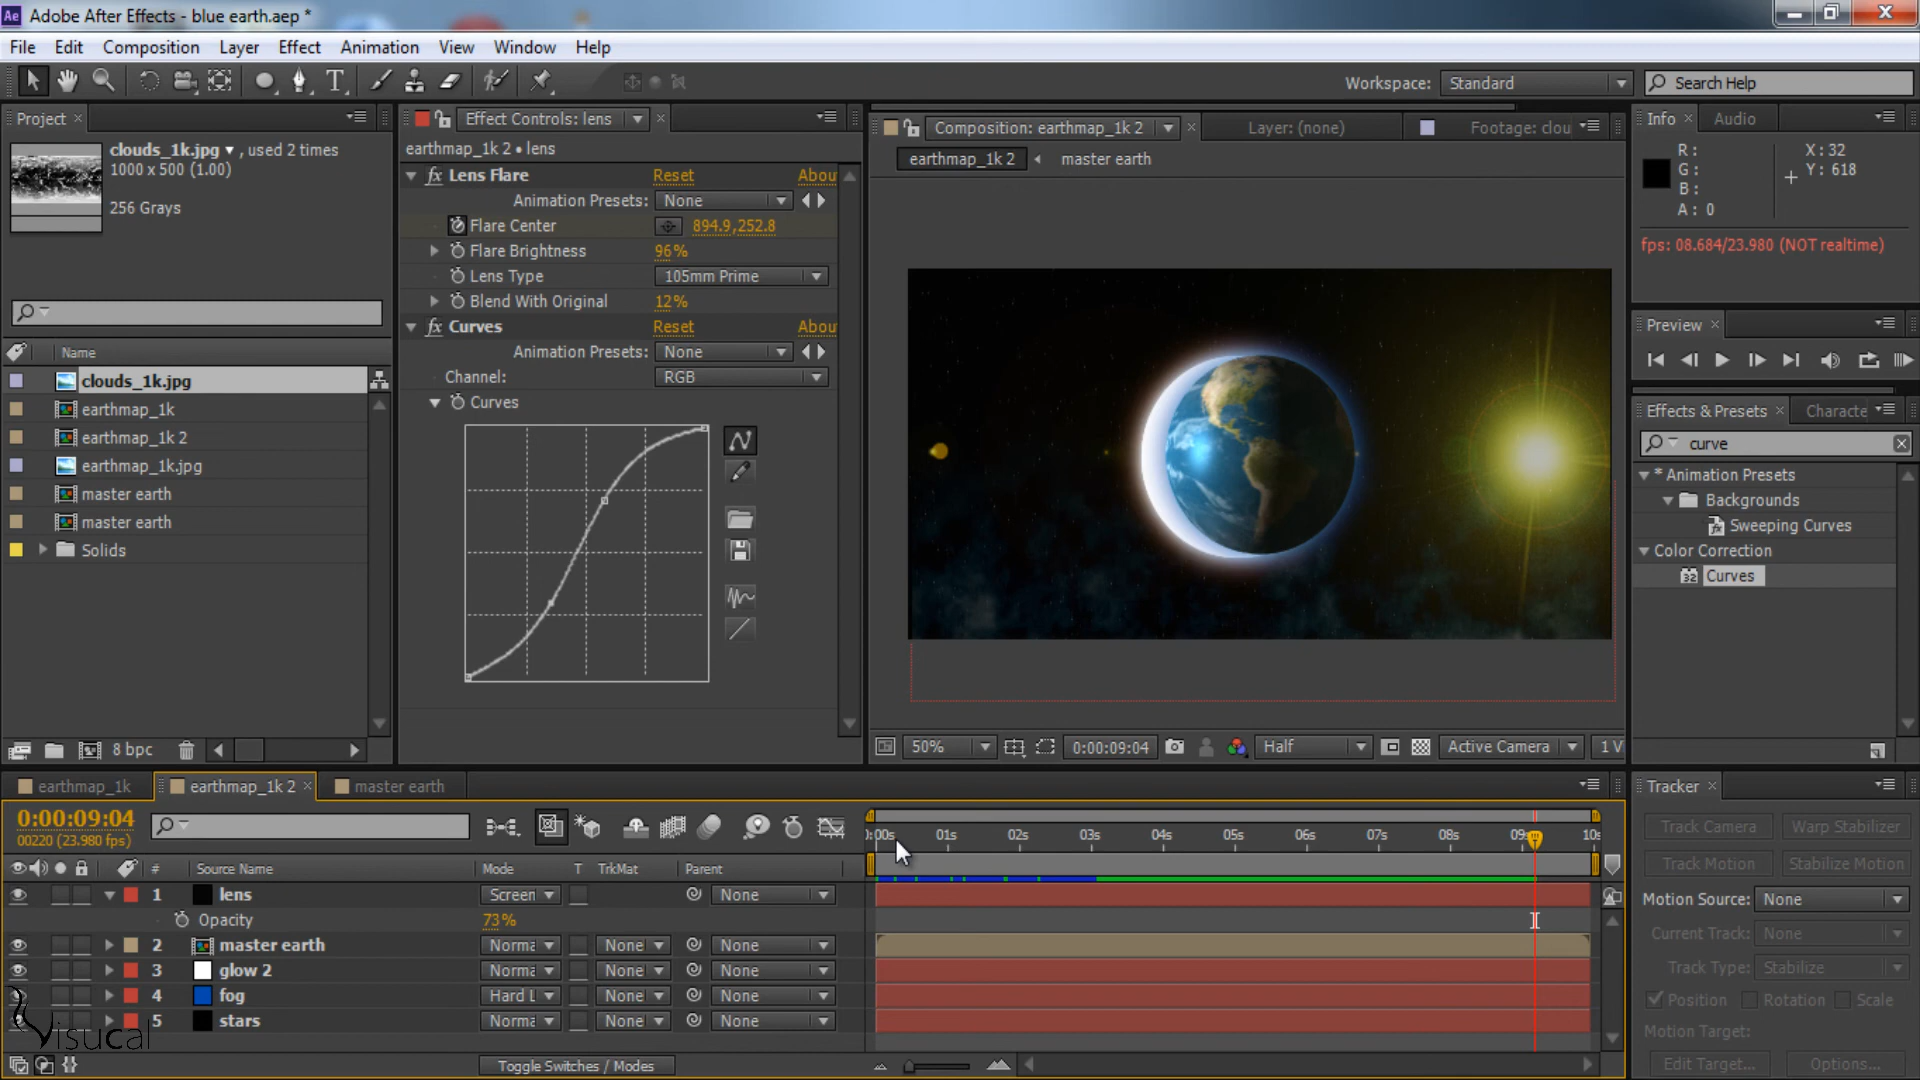 Ae Adobe After Effects - blue earth.aep *
File Edit Composition Layer Effect Animation View Window Help
Workspace: Standard Search Help
Project
clouds_1k.jpg , used 2 times
1000 x 500 (1.00)
256 Grays
Name
clouds_1k.jpg
earthmap_1k
earthmap_1k 2
earthmap_1k.jpg
master earth
master earth
Solids
8 bpc
Effect Controls: lens
earthmap_1k 2 • lens
fx Lens Flare Reset Abou
Animation Presets: None
Flare Center 894.9,252.8
Flare Brightness 96%
Lens Type 105mm Prime
Blend With Original 12%
fx Curves Reset Abou
Animation Presets: None
Channel: RGB
Curves
Composition: earthmap_1k 2 Layer: (none) Footage: clou
earthmap_1k 2 master earth
50% 0:00:09:04 Half Active Camera 1 V
Info Audio
R: X: 32
G: Y: 618
B:
A: 0
fps: 08.684/23.980 (NOT realtime)
Preview
Effects & Presets Characte
curve
* Animation Presets
Backgrounds
Sweeping Curves
Color Correction
32 Curves
earthmap_1k earthmap_1k 2 master earth
0:00:09:04
00220 (23.980 fps)
):00s 01s 02s 03s 04s 05s 06s 07s 08s 09s 10s
# Source Name Mode T TrkMat Parent
1 lens Screen None
Opacity 73%
2 master earth Norma None None
3 glow 2 Norma None None
4 fog Hard L None None
5 stars Norma None None
Toggle Switches / Modes
Visucal
Tracker
Track Camera Warp Stabilizer
Track Motion Stabilize Motion
Motion Source: None
Current Track: None
Track Type: Stabilize
Position Rotation Scale
Motion Target:
Edit Target... Options...